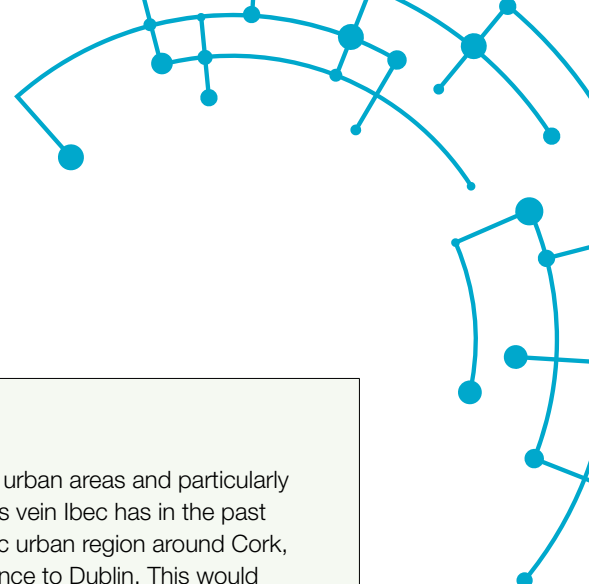 urban areas and particularly
s vein Ibec has in the past
c urban region around Cork,
nce to Dublin. This would